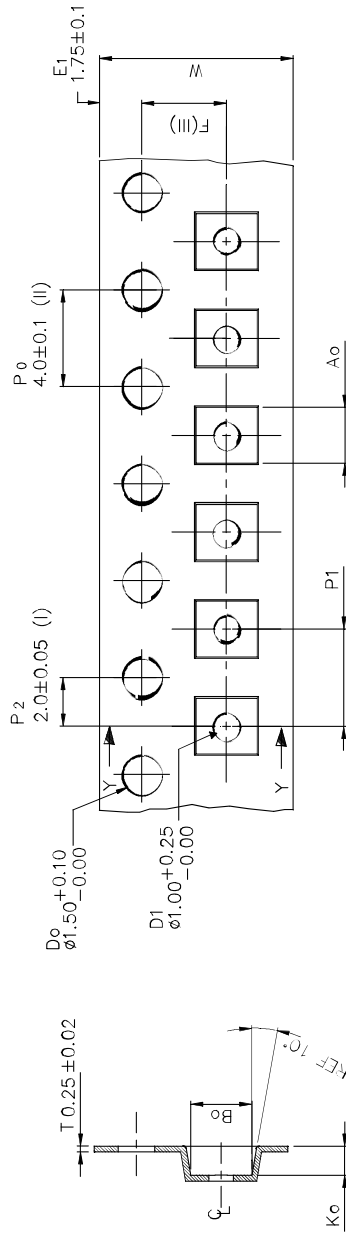 P2
2.0±0.05 (I)
P0
4.0±0.1 (II)
E1
1.75±0.1
Do
ø1.50+0.10
-0.00
D1
ø1.00+0.25
-0.00
Y
Y
F(III)
W
P1
Ao
T 0.25±0.02
Bo
CL
REF 10°
Ko